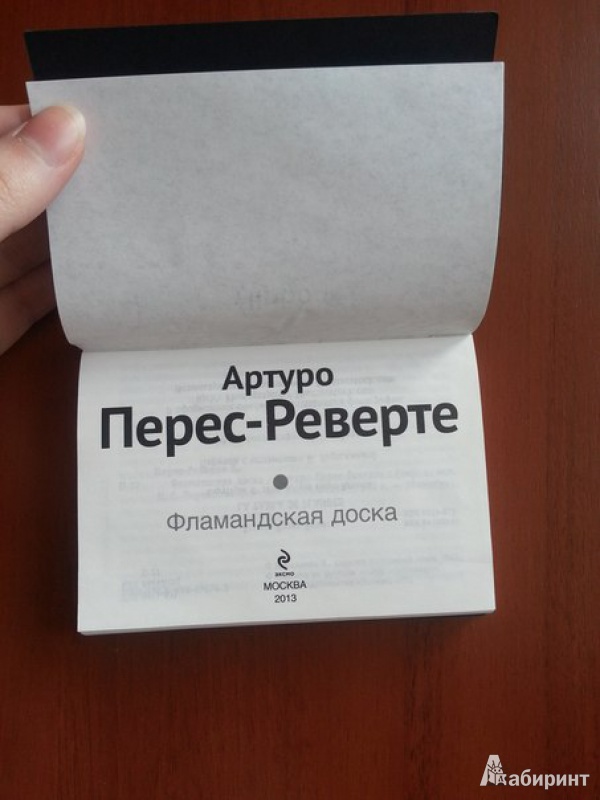 Артуро
Перес-Реверте
Фламандская доска
ЭКСМО
МОСКВА
2013
Лабиринт